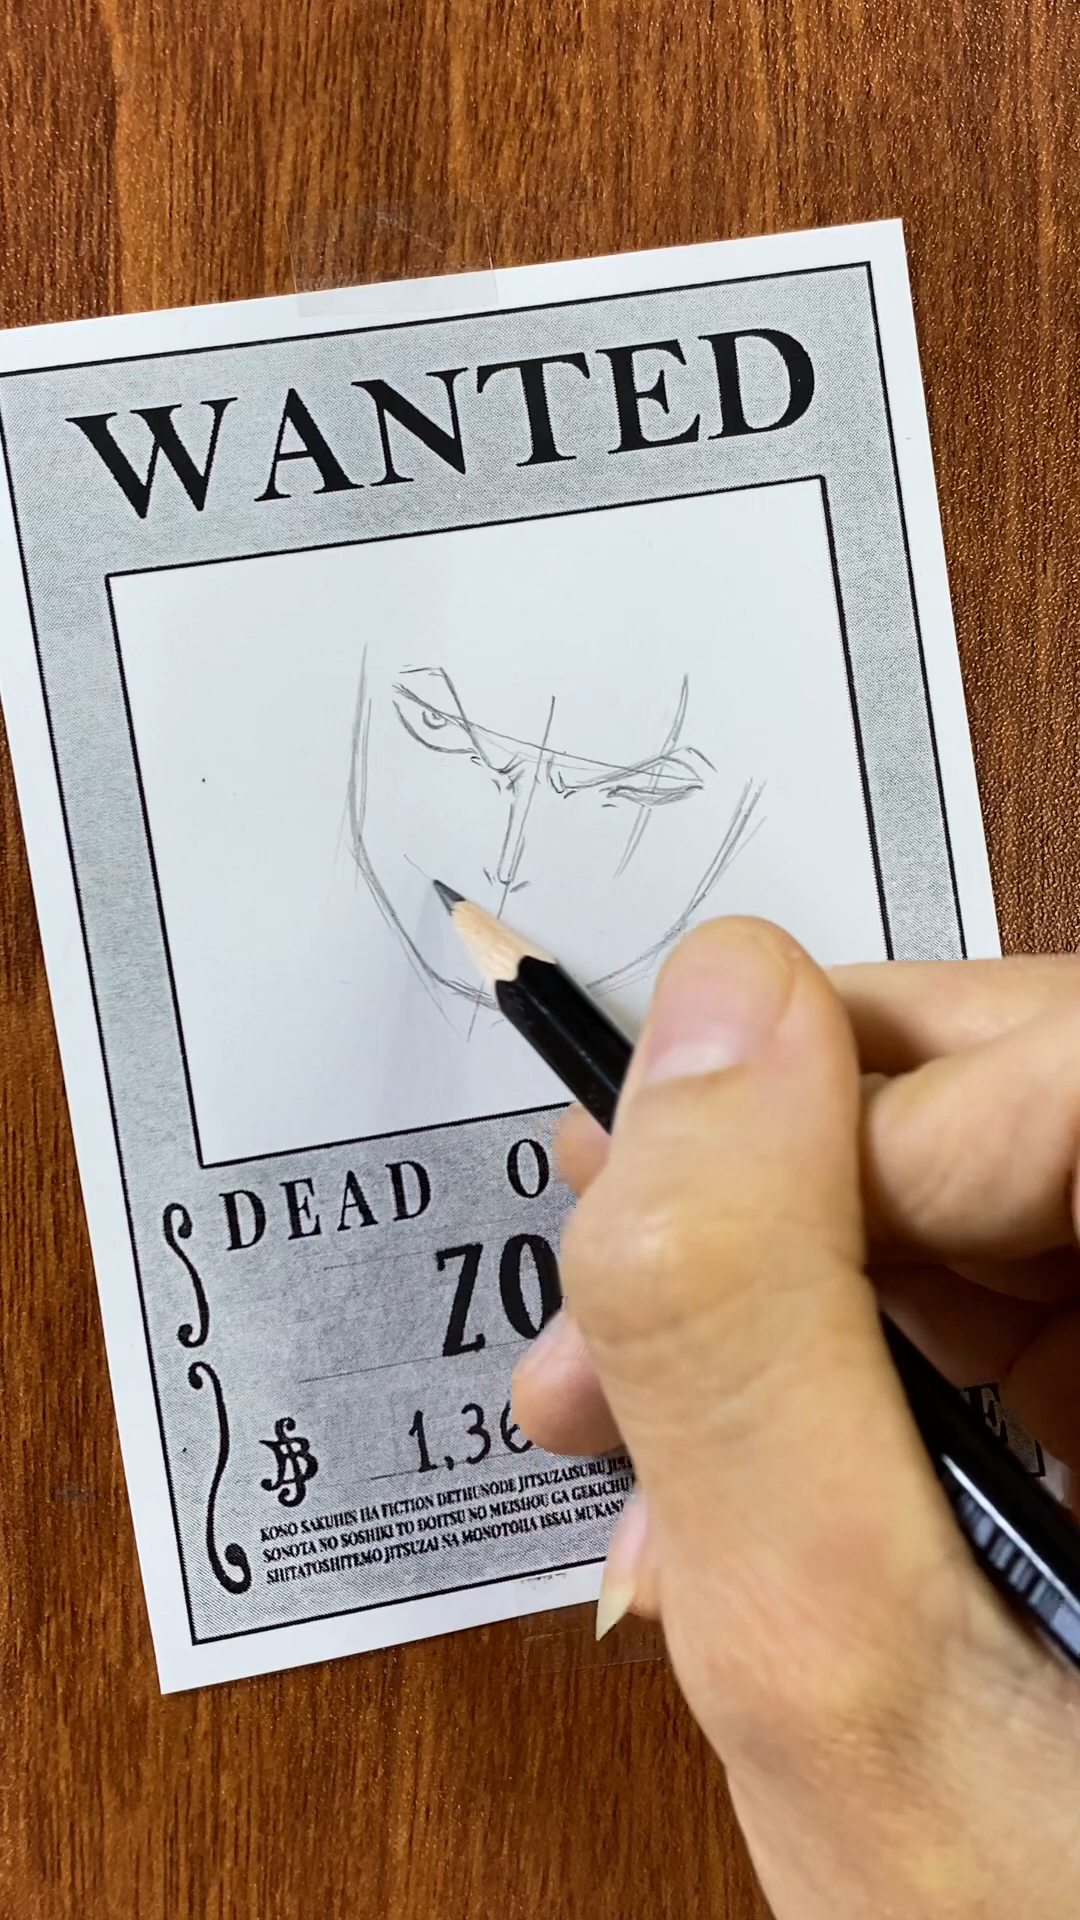 WANTED
DEAD O
ZO
1,36
E
KONO SAKUHIN HA FICTION DETHUNODE JITSUZAISURU
SONOTA NO SOSHIKI TO DOITSU NO MEISHOU GA GEKICHU
SHITATOSHITEMO JITSUZAI NA MONOTOHA ISSAI MUKAN